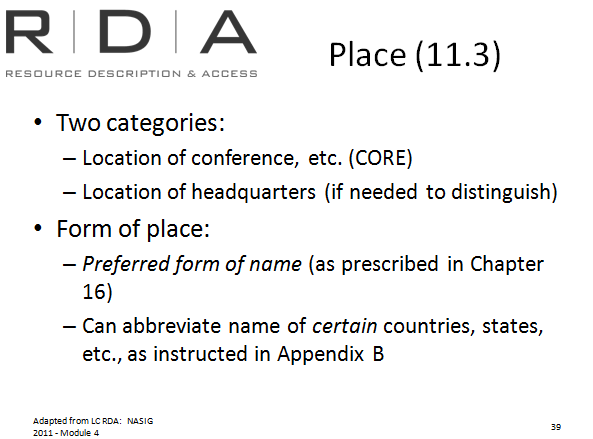 R | D | A
RESOURCE DESCRIPTION & ACCESS
Place (11.3)
• Two categories:
– Location of conference, etc. (CORE)
– Location of headquarters (if needed to distinguish)
• Form of place:
– Preferred form of name (as prescribed in Chapter
16)
– Can abbreviate name of certain countries, states,
etc., as instructed in Appendix B
Adapted from LC RDA: NASIG
2011 - Module 4
39